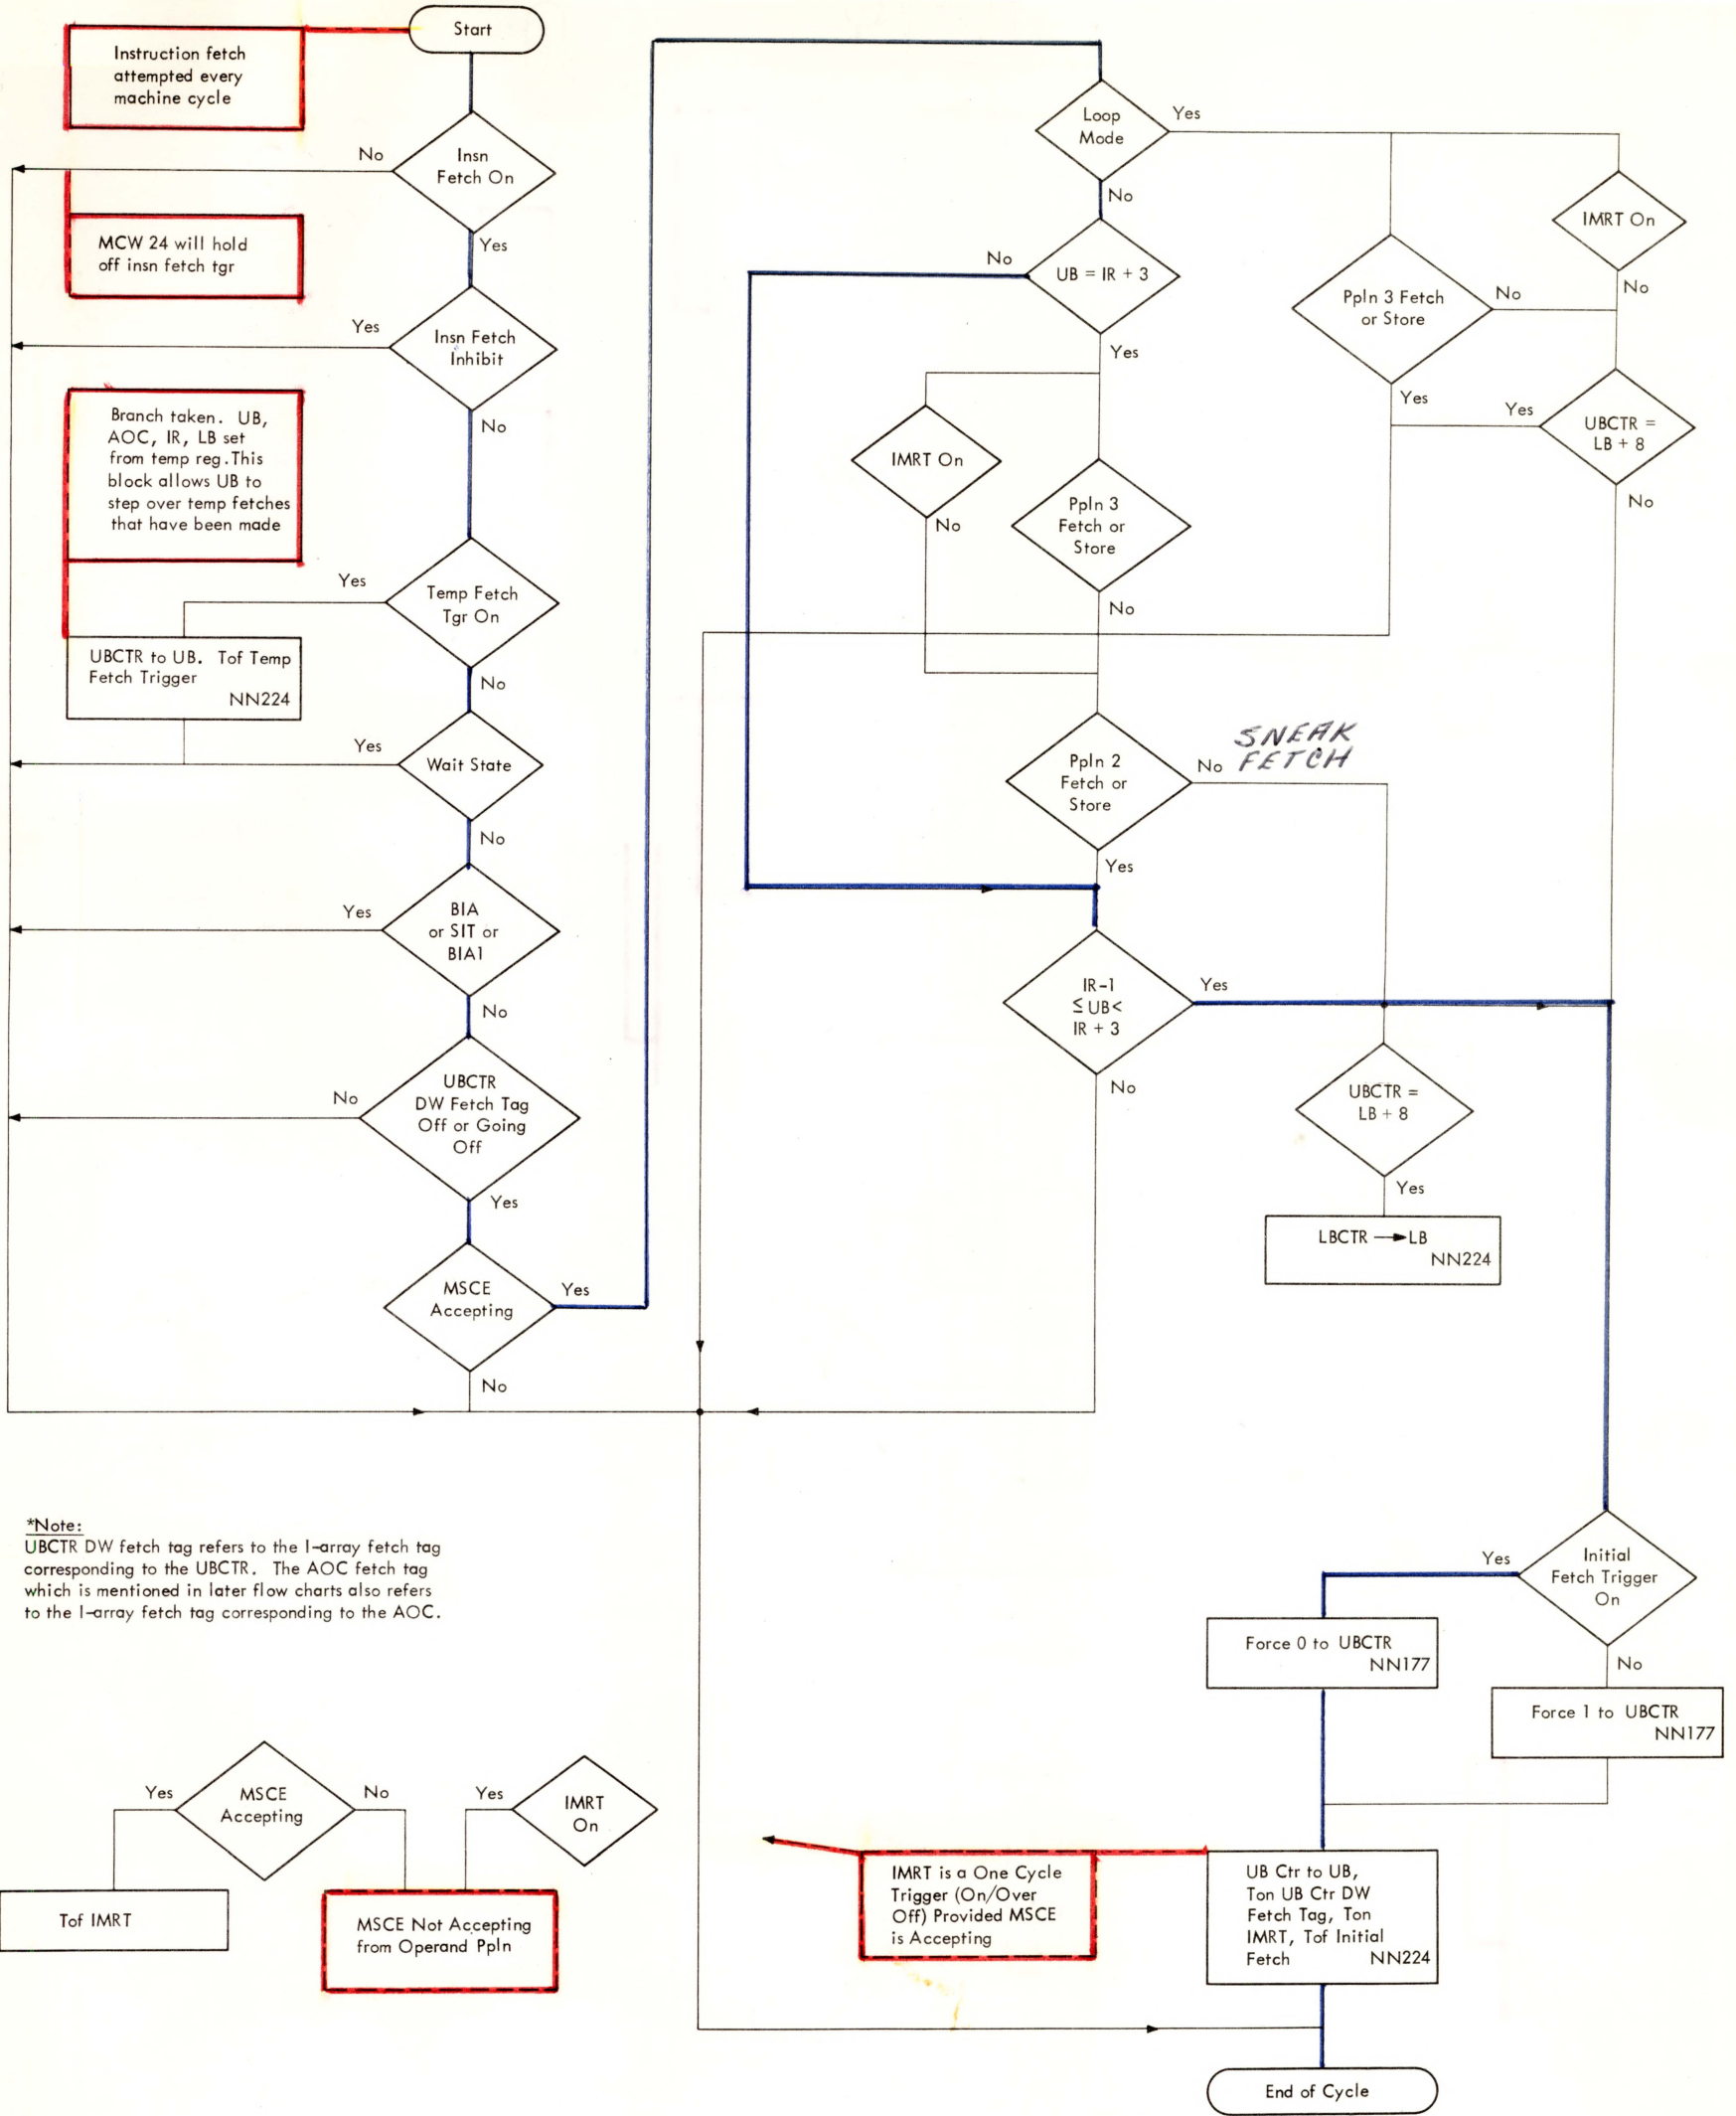 Start
Instruction fetch
attempted every
machine cycle
No
Insn
Fetch On
Yes
MCW 24 will hold
off insn fetch tgr
Yes
Insn Fetch
Inhibit
No
Branch taken. UB,
AOC, IR, LB set
from temp reg. This
block allows UB to
step over temp fetches
that have been made
Yes
Temp Fetch
Tgr On
No
UBCTR to UB. Tof Temp
Fetch Trigger
NN224
Yes
Wait State
No
Yes
BIA
or SIT or
BIA1
No
No
UBCTR
DW Fetch Tag
Off or Going
Off
Yes
MSCE
Accepting
Yes
No
Loop
Mode
Yes
No
No
UB = IR + 3
Yes
IMRT On
No
Ppln 3
Fetch or
Store
No
IMRT On
No
Ppln 3 Fetch
or Store
No
Yes
Yes
UBCTR =
LB + 8
No
Ppln 2
Fetch or
Store
No
SNEAK
FETCH
Yes
IR-1
≤ UB<
IR + 3
Yes
No
UBCTR =
LB + 8
Yes
LBCTR → LB
NN224
*Note:
UBCTR DW fetch tag refers to the I-array fetch tag
corresponding to the UBCTR. The AOC fetch tag
which is mentioned in later flow charts also refers
to the I-array fetch tag corresponding to the AOC.
Yes
Initial
Fetch Trigger
On
No
Force 0 to UBCTR
NN177
Force 1 to UBCTR
NN177
Yes
MSCE
Accepting
No
Yes
IMRT
On
Tof IMRT
MSCE Not Accepting
from Operand Ppln
IMRT is a One Cycle
Trigger (On/Over
Off) Provided MSCE
is Accepting
UB Ctr to UB,
Ton UB Ctr DW
Fetch Tag, Ton
IMRT, Tof Initial
Fetch NN224
End of Cycle